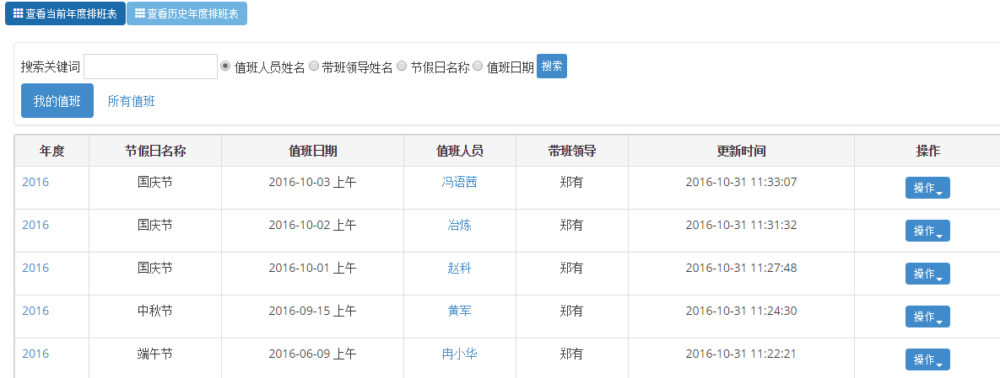 查看当前年度排班表 查看历史年度排班表
搜索关键词 值班人员姓名 带班领导姓名 节假日名称 值班日期 搜索
我的值班 所有值班
年度 节假日名称 值班日期 值班人员 带班领导 更新时间 操作
2016 国庆节 2016-10-03 上午 冯语茜 郑有 2016-10-31 11:33:07 操作
2016 国庆节 2016-10-02 上午 冶炼 郑有 2016-10-31 11:31:32 操作
2016 国庆节 2016-10-01 上午 赵科 郑有 2016-10-31 11:27:48 操作
2016 中秋节 2016-09-15 上午 黄军 郑有 2016-10-31 11:24:30 操作
2016 端午节 2016-06-09 上午 冉小华 郑有 2016-10-31 11:22:21 操作